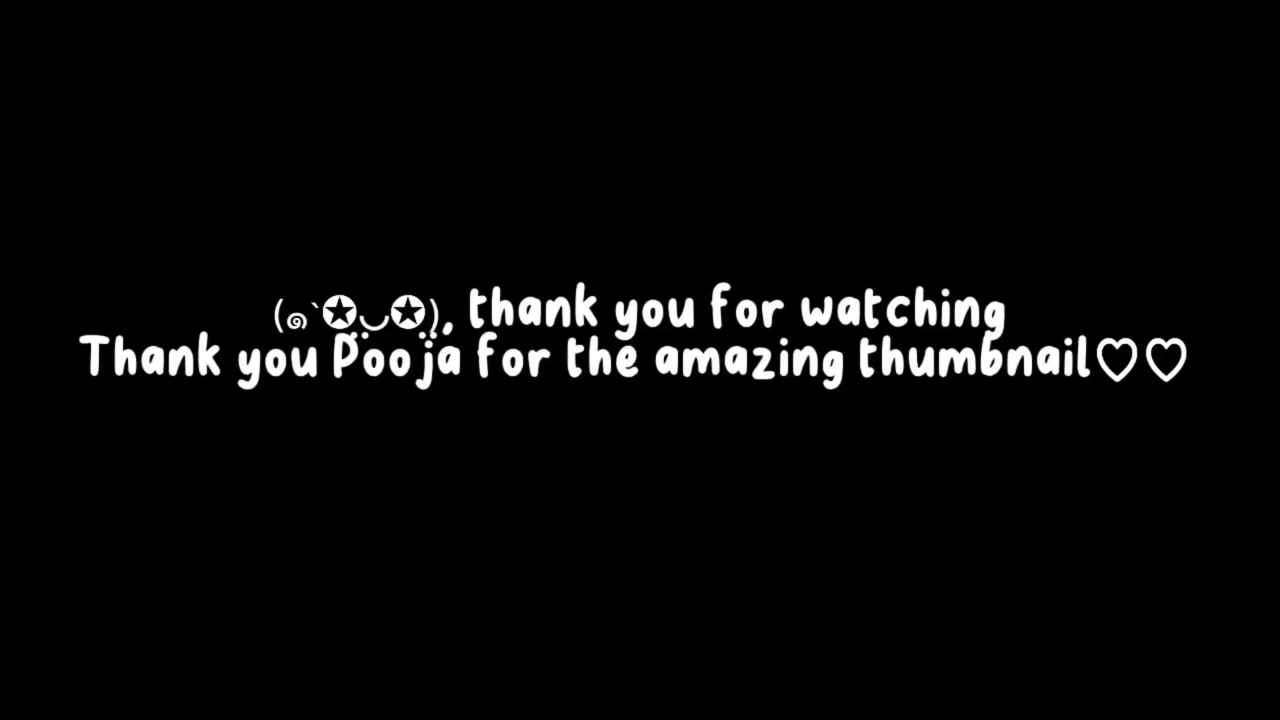 (๑`✪̤◡✪̤), thank you for watching
Thank you Pooja for the amazing thumbnail♡♡